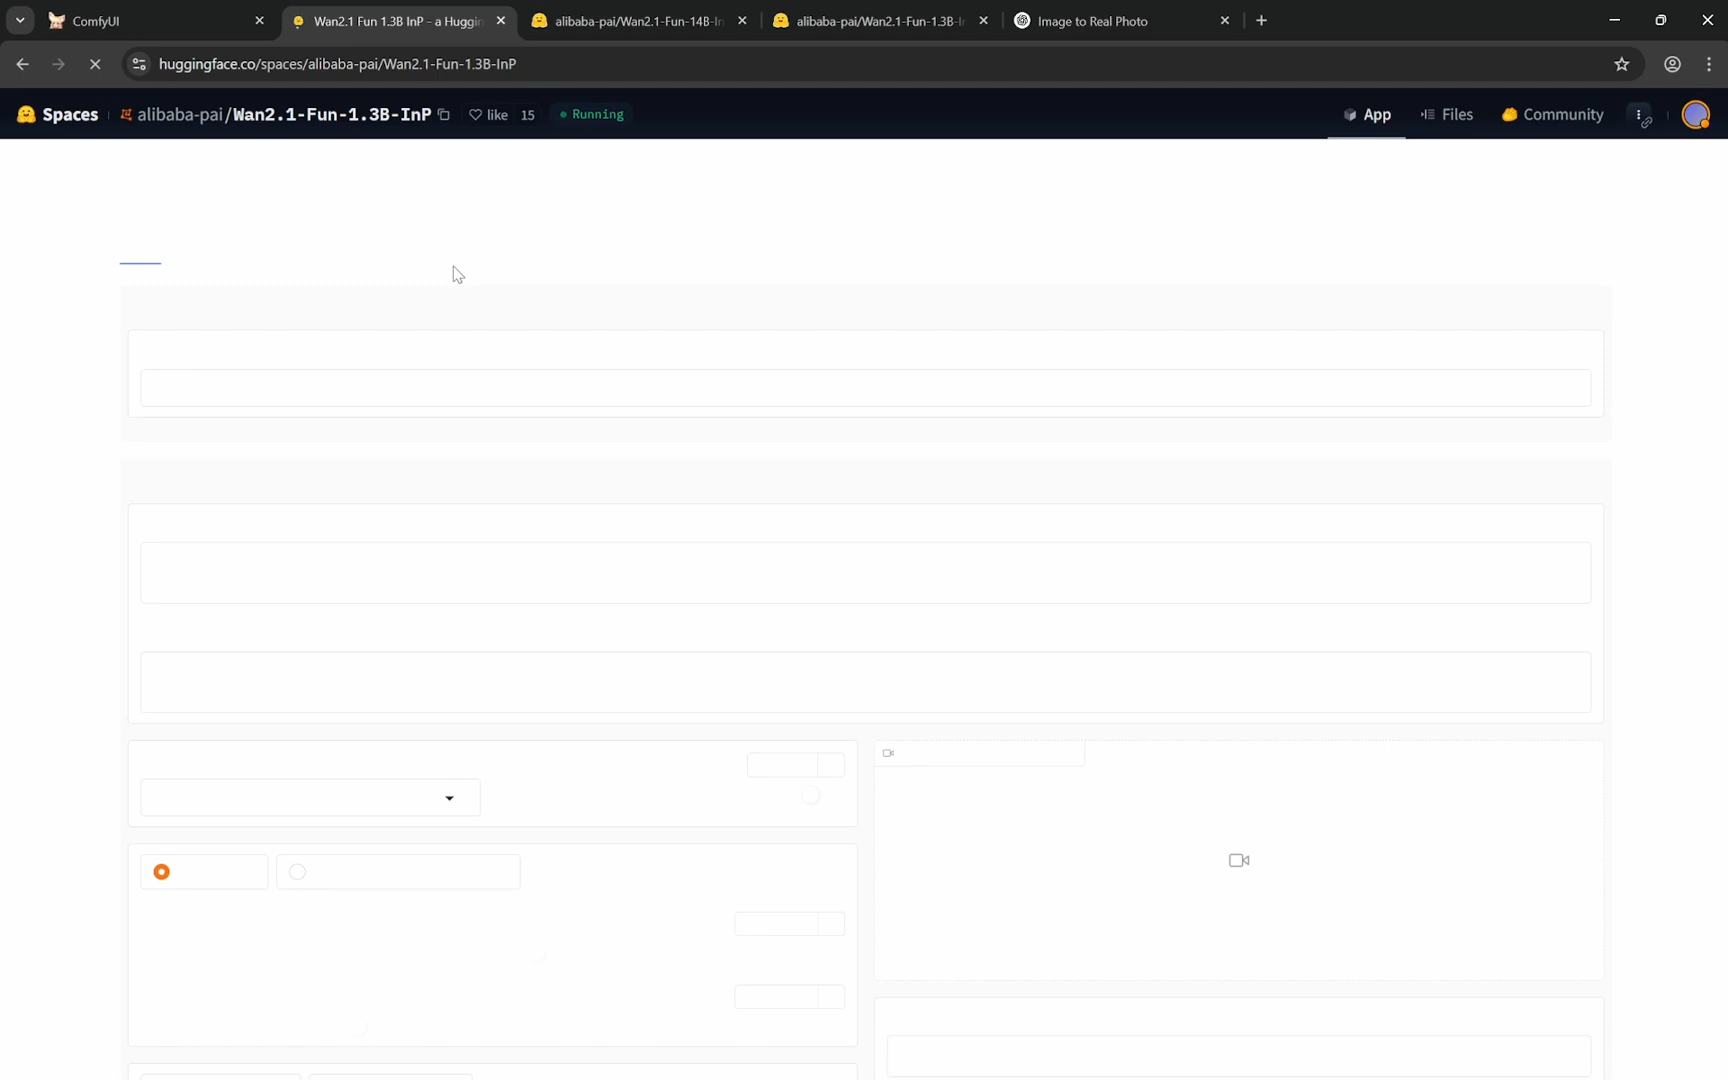 ComfyUI
Wan2.1 Fun 1.3B InP - a Huggin
alibaba-pai/Wan2.1-Fun-14B-In
alibaba-pai/Wan2.1-Fun-1.3B-In
Image to Real Photo
huggingface.co/spaces/alibaba-pai/Wan2.1-Fun-1.3B-InP
Spaces
alibaba-pai/Wan2.1-Fun-1.3B-InP
like 15
Running
App
Files
Community